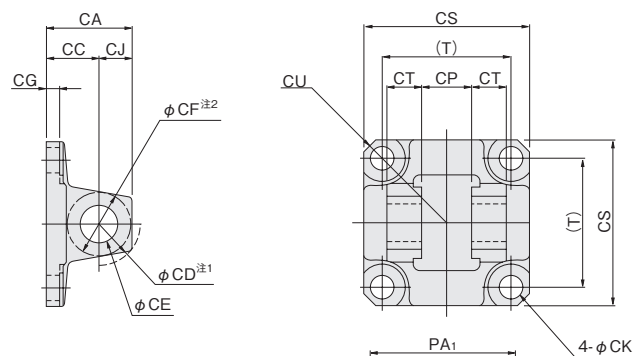 CA
CC CJ
CG
φCF注2
φCD注1
φCE
CS
(T)
CT CP CT
CU
(T)
CS
PA1
4-φCK